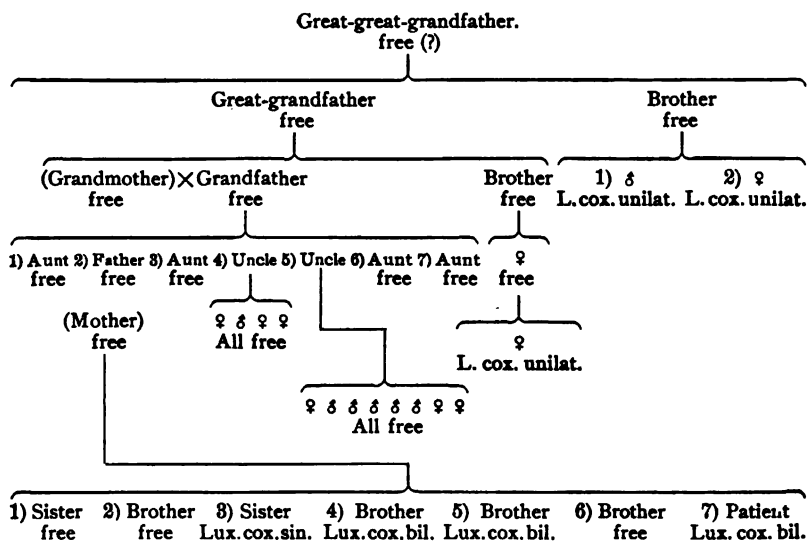 Great-great-grandfather.
free (?)
Great-grandfather Brother
free free
(Grandmother) × Grandfather Brother 1) ♂ 2) ♀
free free free L. cox. unilat. L. cox. unilat.
1) Aunt 2) Father 3) Aunt 4) Uncle 5) Uncle 6) Aunt 7) Aunt ♀
free free free free free free
(Mother) ♀ ♂ ♀ ♀ ♀
free All free L. cox. unilat.
♀ ♂ ♂ ♂ ♂ ♂ ♀ ♀
All free
1) Sister 2) Brother 3) Sister 4) Brother 5) Brother 6) Brother 7) Patient
free free Lux.cox.sin. Lux.cox.bil. Lux.cox.bil. free Lux. cox. bil.